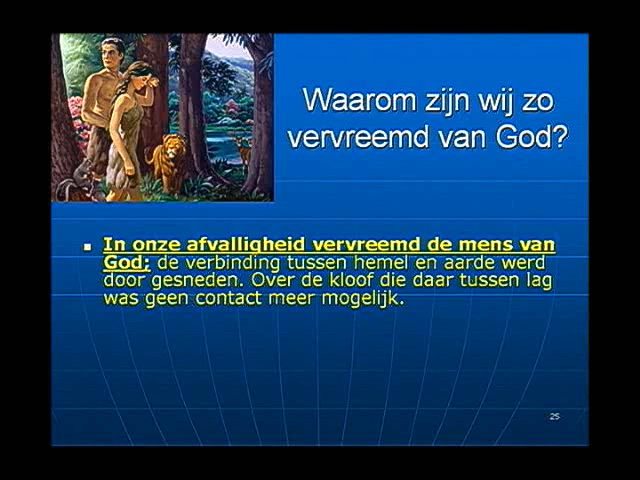 Waarom zijn wij zo
vervreemd van God?
In onze afvalligheid vervreemd de mens van
God; de verbinding tussen hemel en aarde werd
door gesneden. Over de kloof die daar tussen lag
was geen contact meer mogelijk.
25